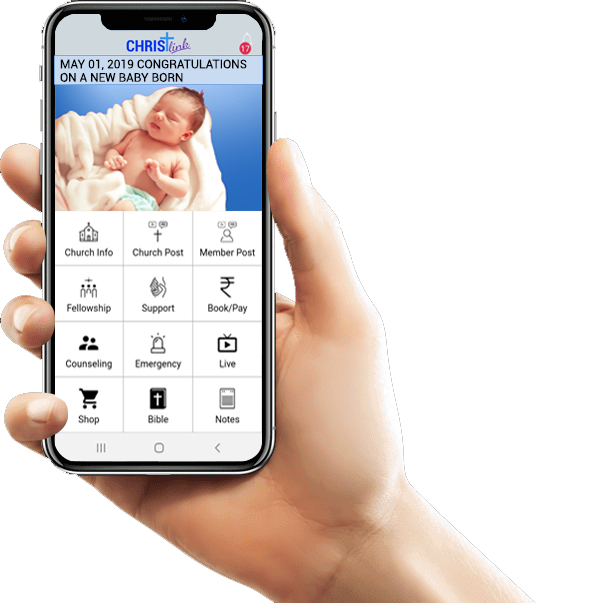 CHRISTlink
17
MAY 01, 2019 CONGRATULATIONS
ON A NEW BABY BORN
Church Info
Church Post
Member Post
Fellowship
Support
₹
Book/Pay
Counseling
Emergency
Live
Shop
Bible
Notes